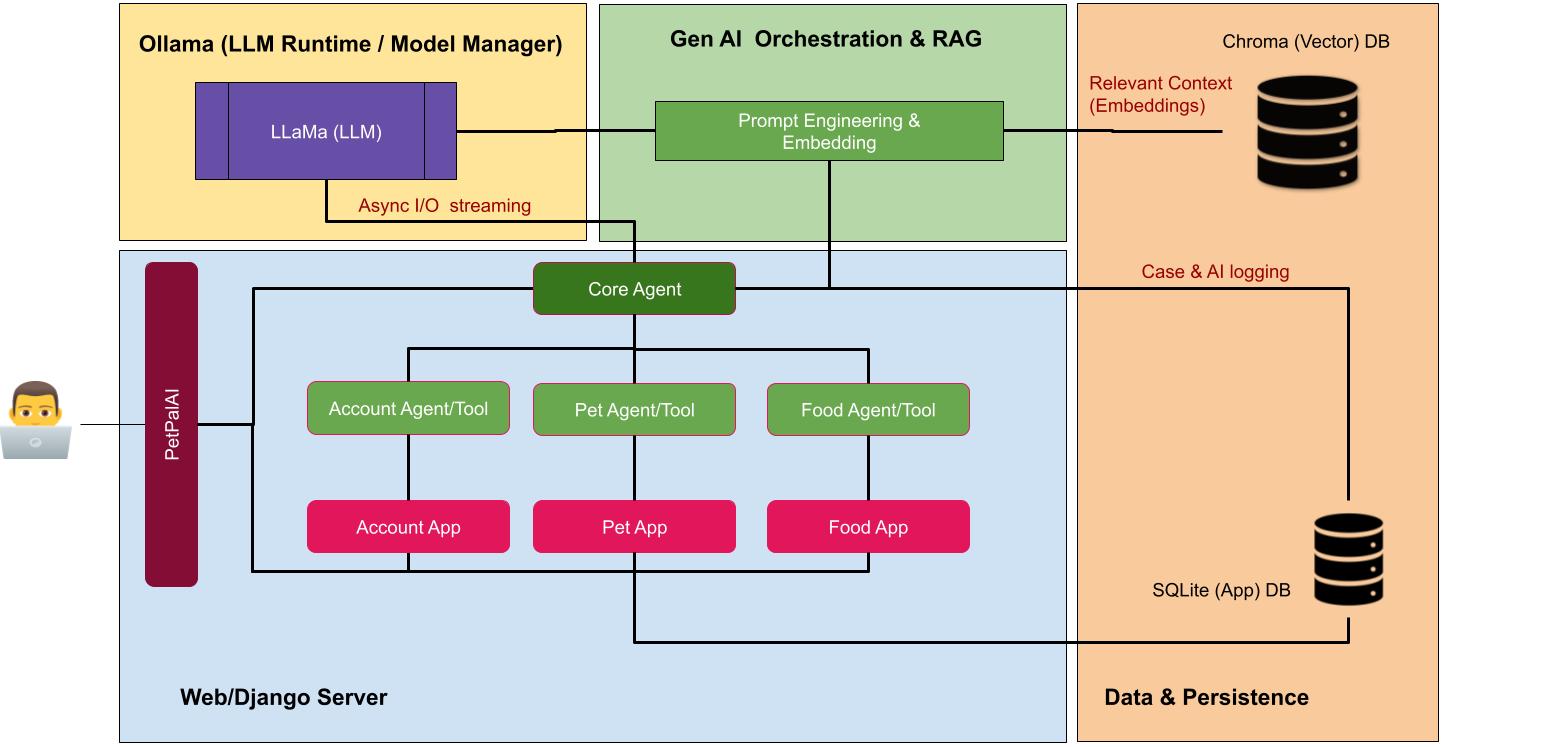 Ollama (LLM Runtime / Model Manager)
LLaMa (LLM)
Async I/O  streaming
Gen AI  Orchestration & RAG
Prompt Engineering &
Embedding
Chroma (Vector) DB
Relevant Context
(Embeddings)
Case & AI logging
SQLite (App) DB
Data & Persistence
PetPalAI
Core Agent
Account Agent/Tool
Pet Agent/Tool
Food Agent/Tool
Account App
Pet App
Food App
Web/Django Server